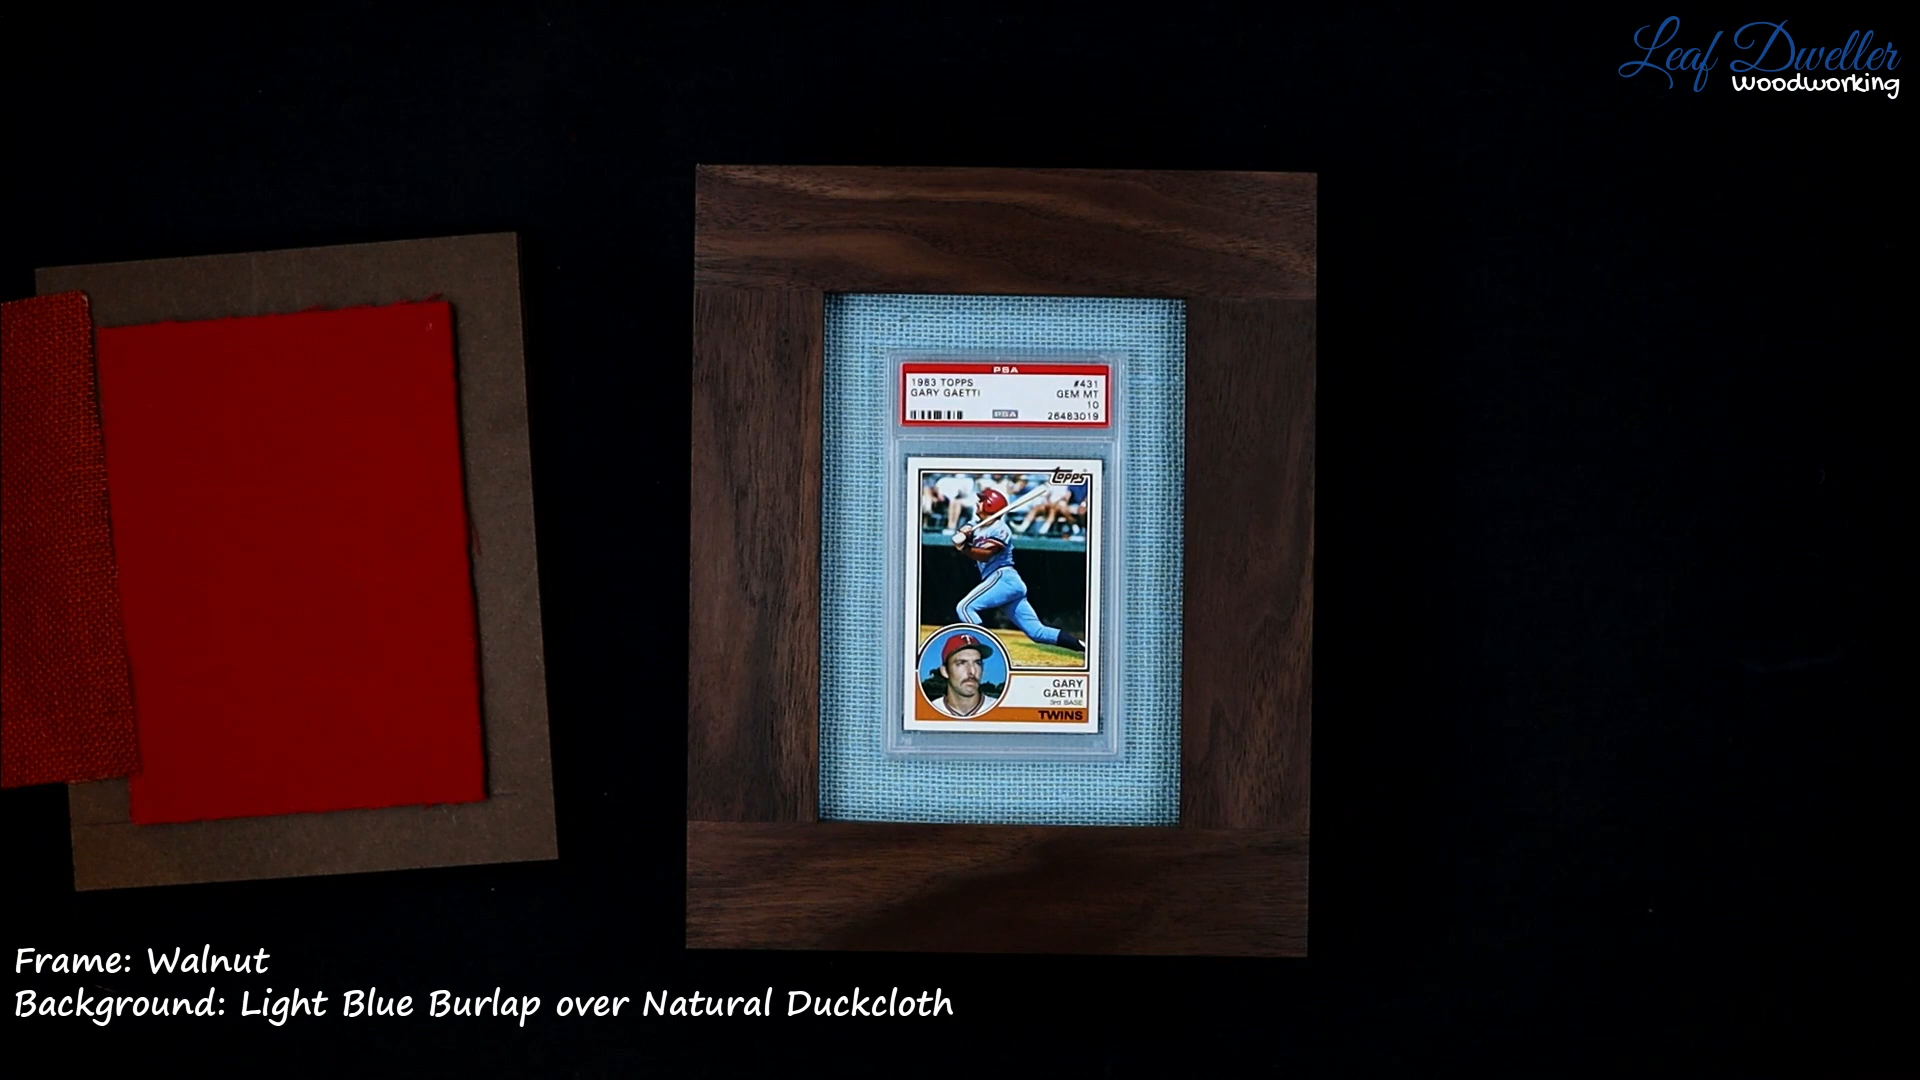 Leaf Dweller
Woodworking
PSA
1983 TOPPS #431
GARY GAETTI GEM MT
10
PSA 26483019
Topps
T
GARY
GAETTI
3rd BASE
TWINS
Frame: Walnut
Background: Light Blue Burlap over Natural Duckcloth